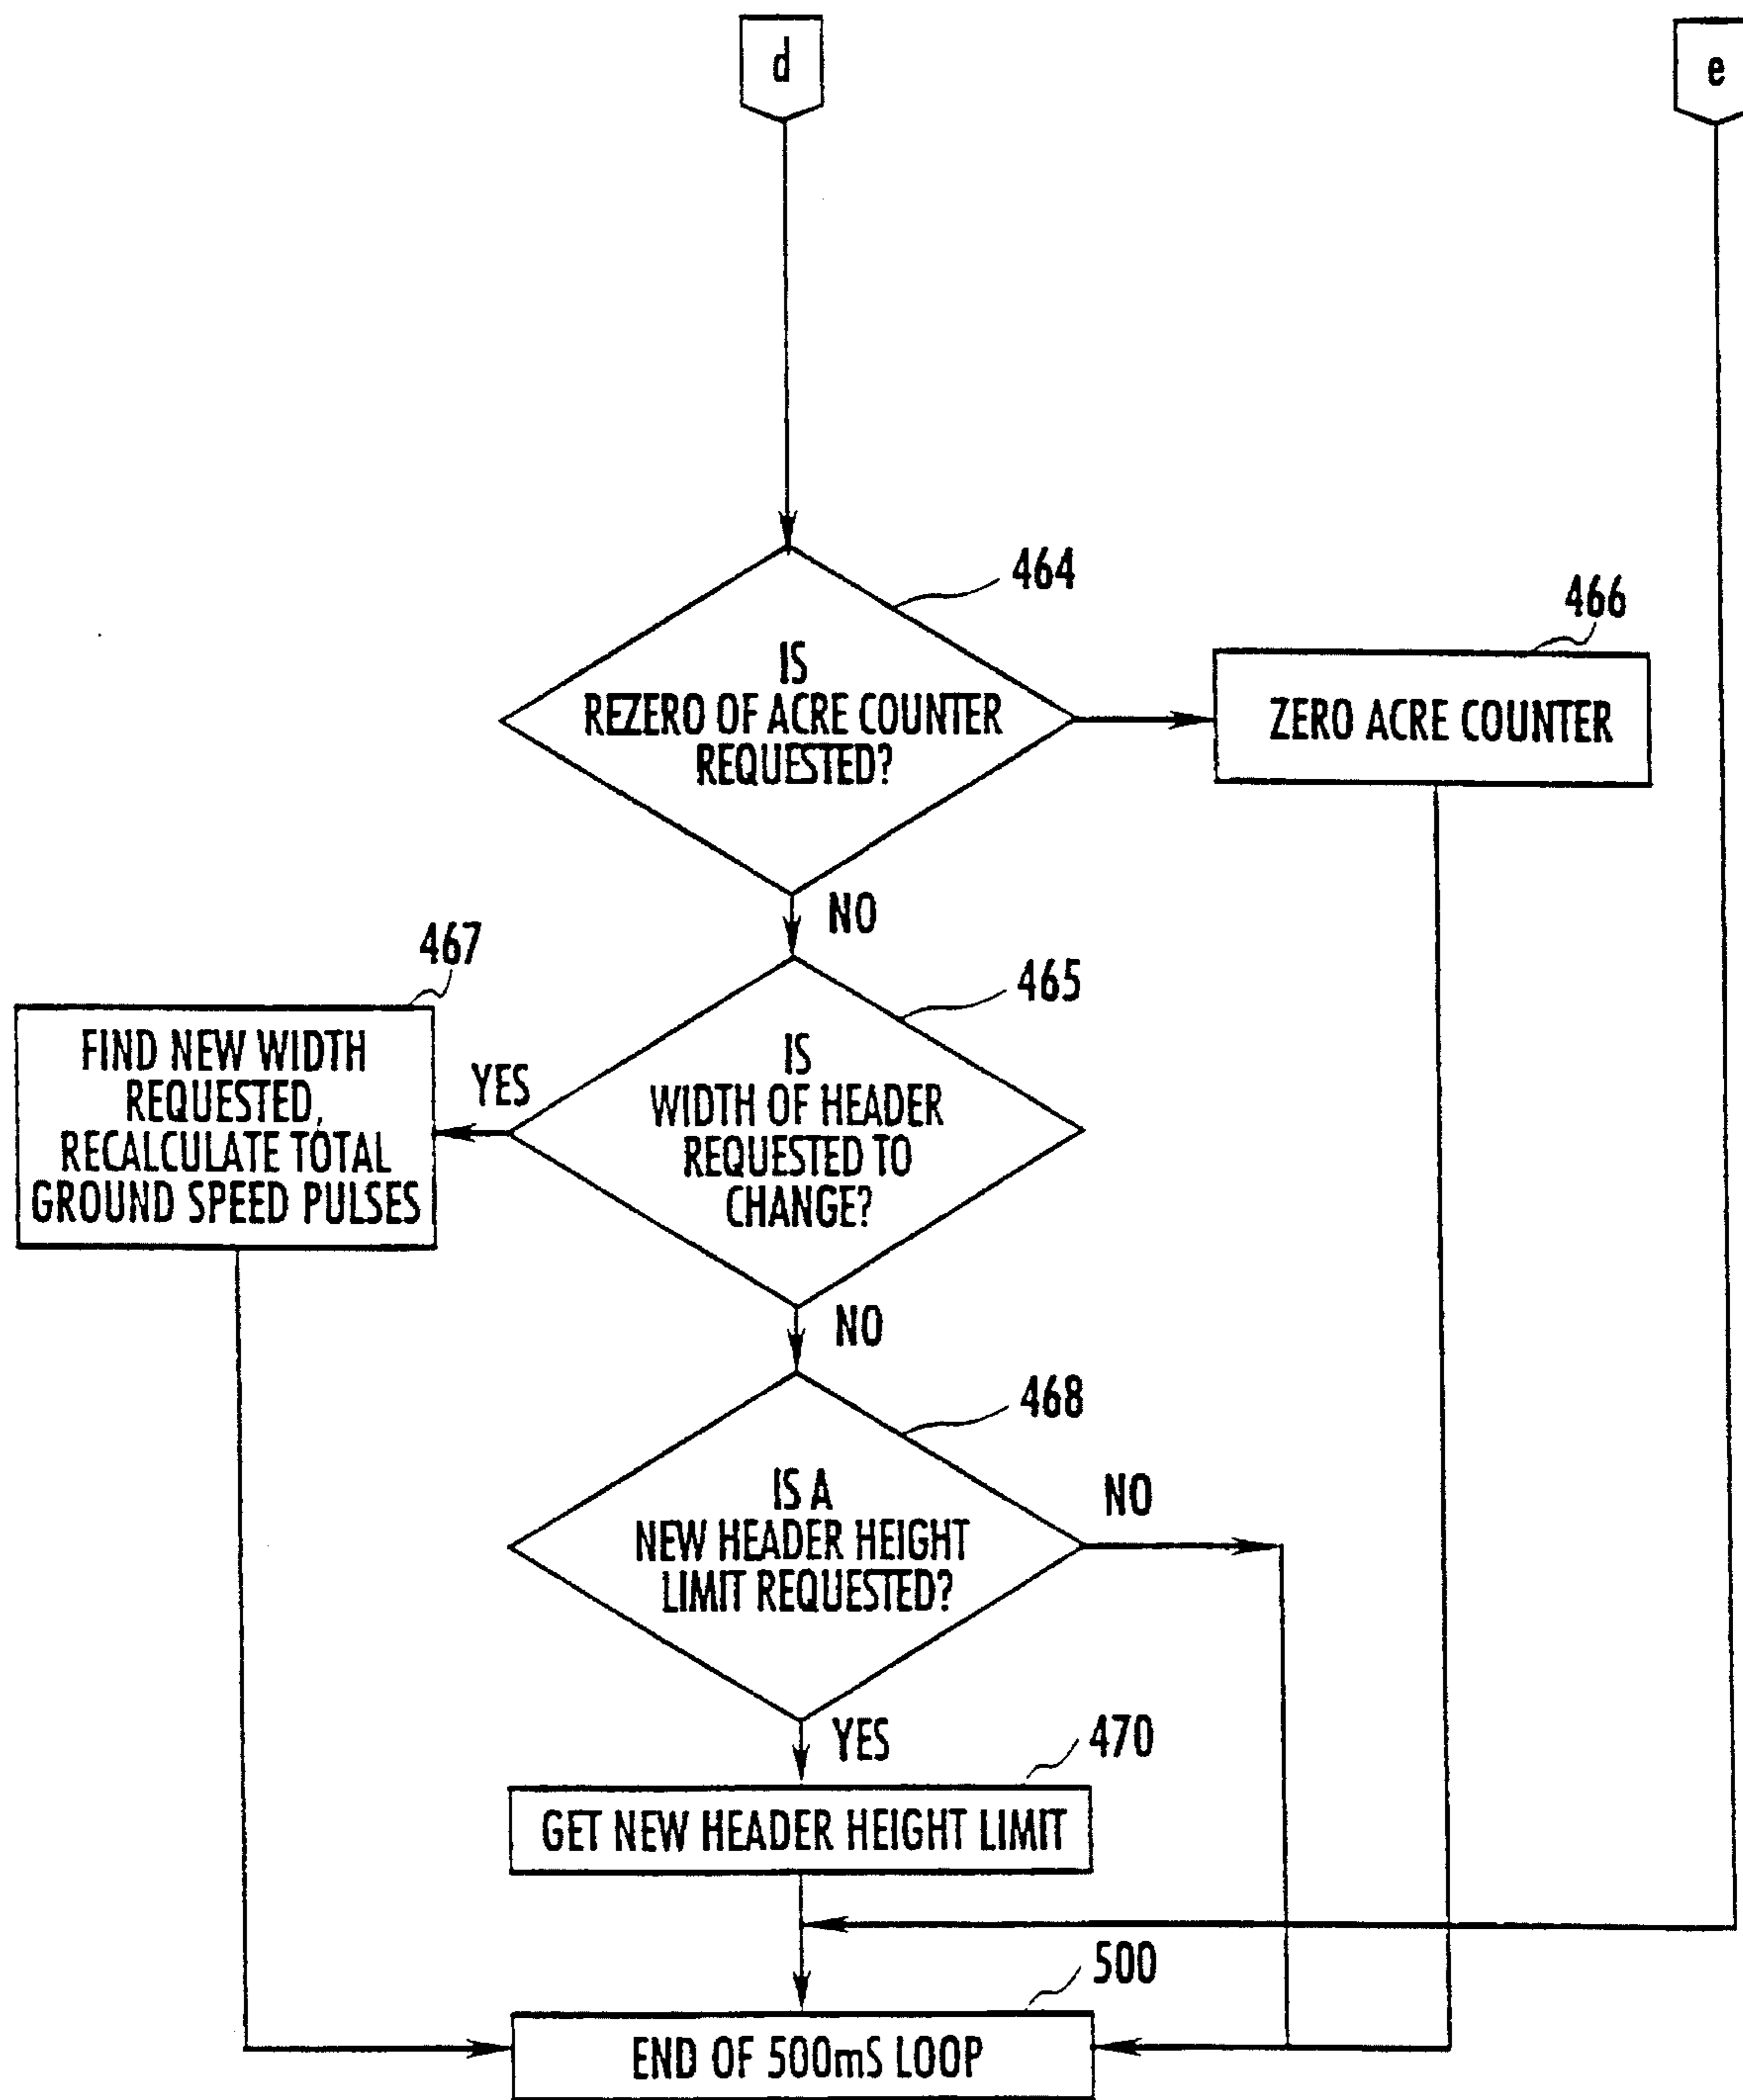 d
e
464
IS
REZERO OF ACRE COUNTER
REQUESTED?
466
ZERO ACRE COUNTER
NO
467
FIND NEW WIDTH
REQUESTED,
RECALCULATE TOTAL
GROUND SPEED PULSES
YES
465
IS
WIDTH OF HEADER
REQUESTED TO
CHANGE?
NO
468
IS A
NEW HEADER HEIGHT
LIMIT REQUESTED?
NO
YES
470
GET NEW HEADER HEIGHT LIMIT
500
END OF 500mS LOOP